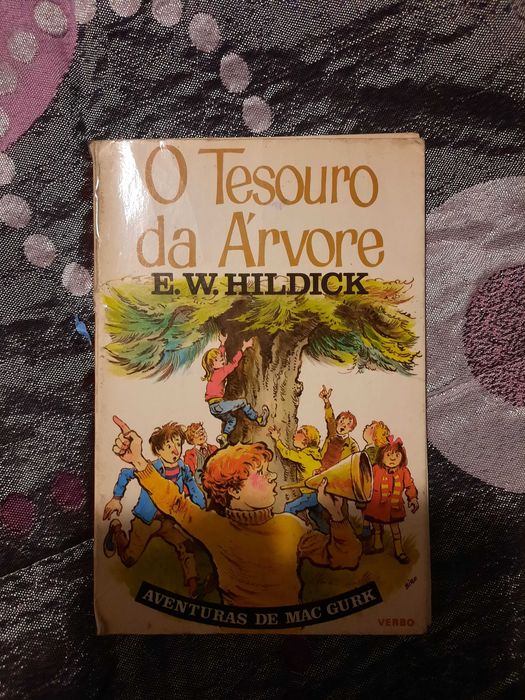 O Tesouro
da Árvore
E. W. HILDICK
AVENTURAS DE MAC GURK
VERBO